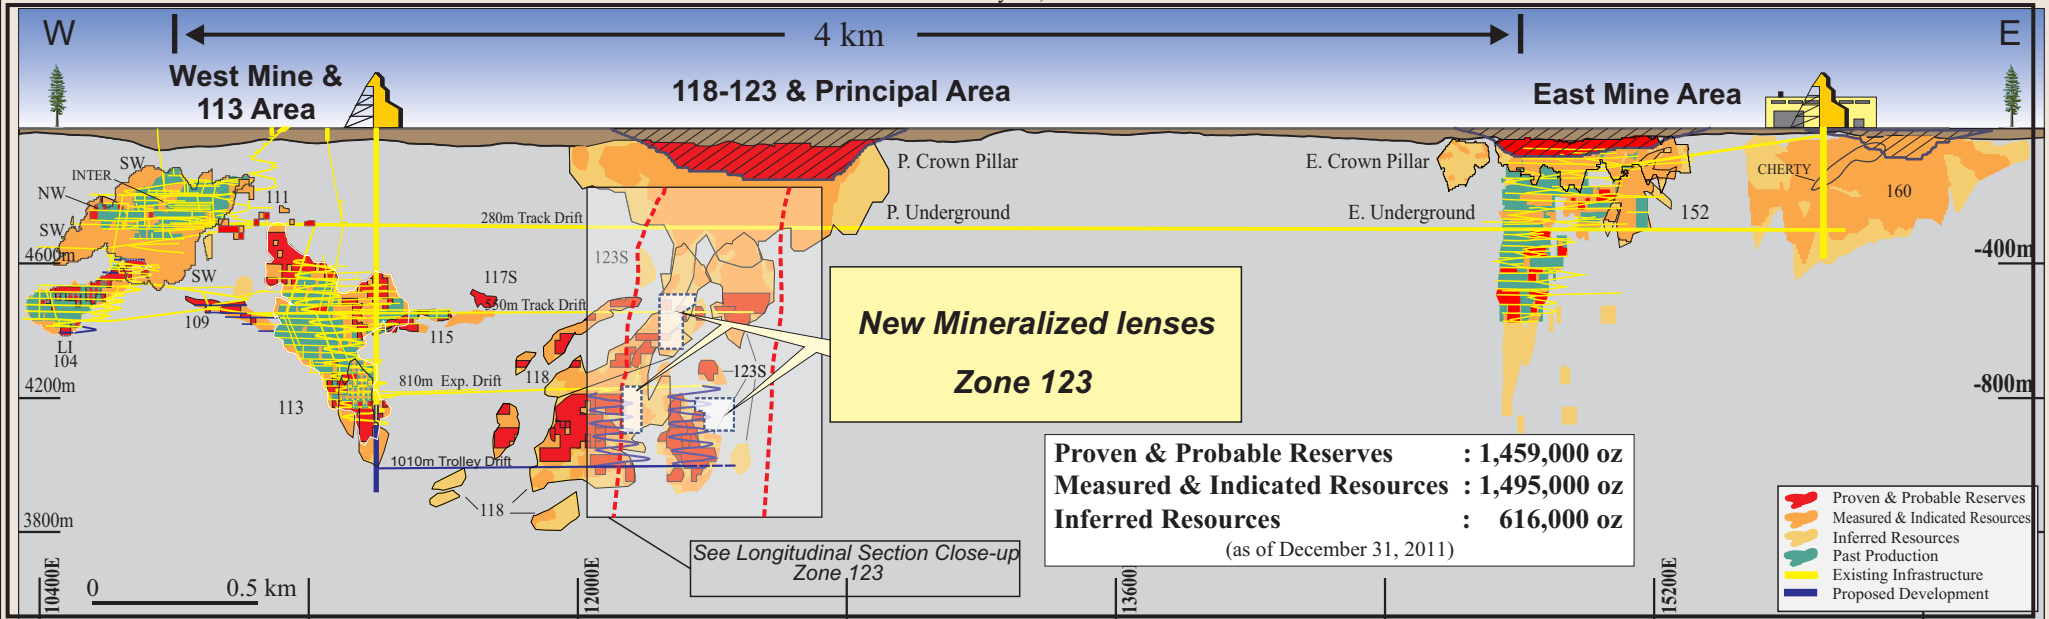 W
4 km
E
West Mine &
113 Area
118-123 & Principal Area
East Mine Area
SW
INTER
NW
SW
111
280m Track Drift
P. Crown Pillar
P. Underground
E. Crown Pillar
E. Underground
152
CHERTY
160
4600m
-400m
SW
123S
117S
550m Track Drift
109
115
LI
104
New Mineralized lenses
Zone 123
4200m
-800m
810m Exp. Drift
118
123S
113
1010m Trolley Drift
118
Proven & Probable Reserves : 1,459,000 oz
Measured & Indicated Resources : 1,495,000 oz
Inferred Resources : 616,000 oz
(as of December 31, 2011)
3800m
See Longitudinal Section Close-up
Zone 123
Proven & Probable Reserves
Measured & Indicated Resources
Inferred Resources
Past Production
Existing Infrastructure
Proposed Development
0 0.5 km
10400E
12000E
13600
15200E